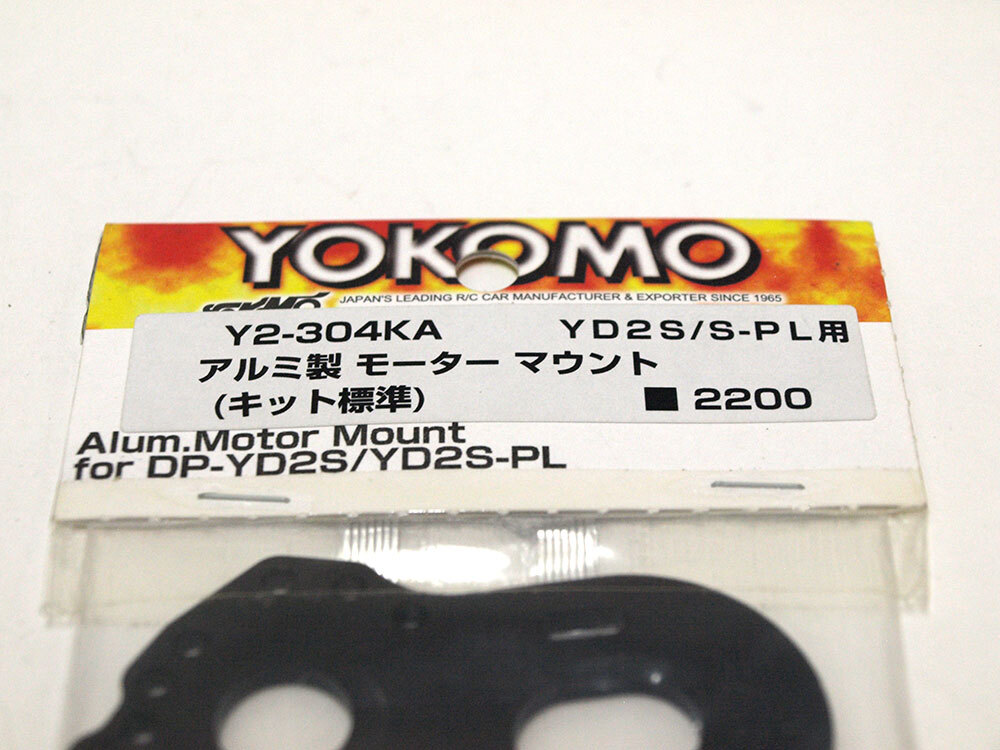 YOKOMO
YOKOMO JAPAN'S LEADING R/C CAR MANUFACTURER & EXPORTER SINCE 1965
Y2-304KA YD2S/S-PL用
アルミ製 モーター マウント
(キット標準) ■ 2200
Alum.Motor Mount
for DP-YD2S/YD2S-PL